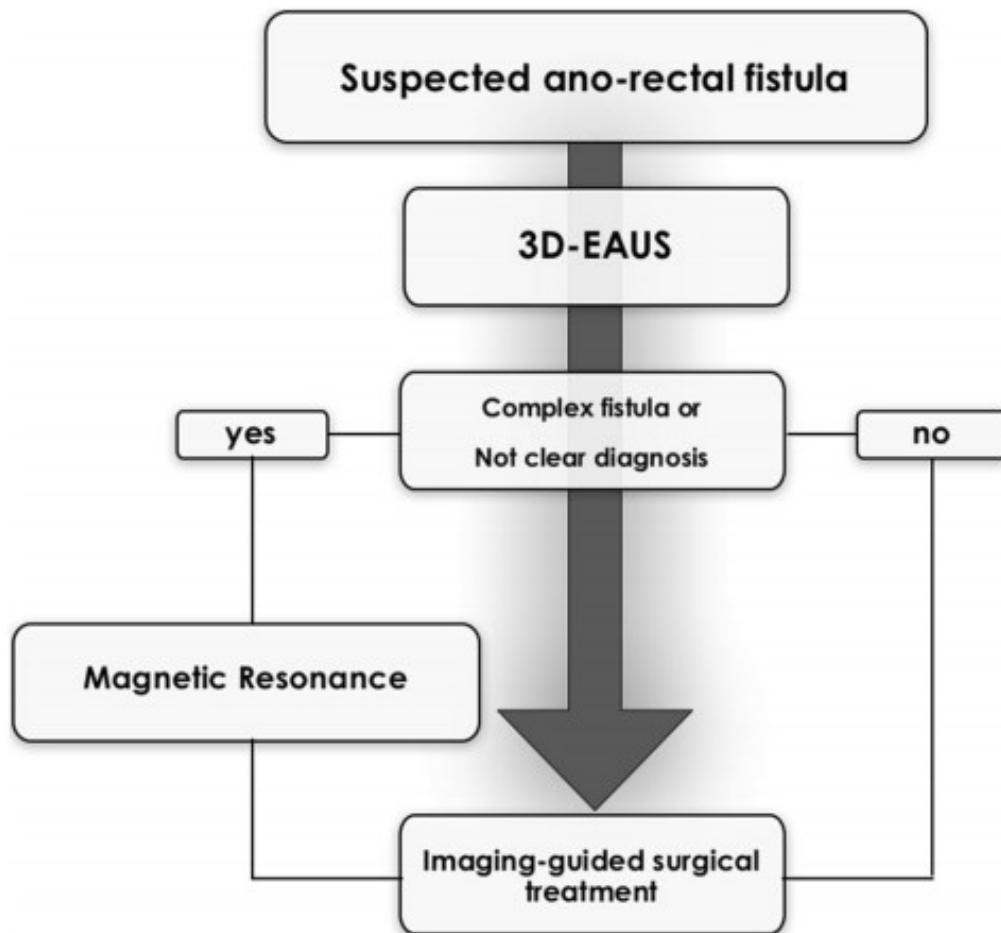 Suspected ano-rectal fistula
3D-EAUS
Complex fistula or
Not clear diagnosis
yes
no
Magnetic Resonance
Imaging-guided surgical
treatment